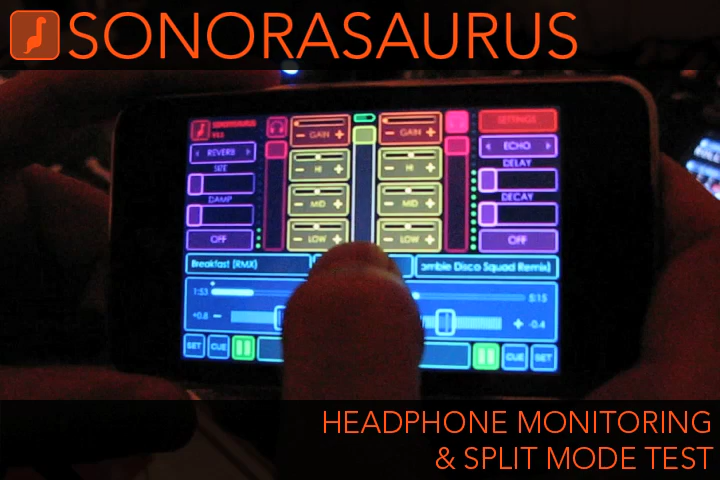 SONORASAURUS
SONORASAURUS
GAIN
GAIN
SETTINGS
REVERB
ECHO
SIZE
HI
HI
DELAY
DAMP
MID
MID
DECAY
OFF
LOW
LOW
OFF
Breakfast (RMX)
ombie Disco Squad Remix)
1:53
5:15
+0.8
-0.4
SET CUE
CUE SET
HEADPHONE MONITORING
& SPLIT MODE TEST